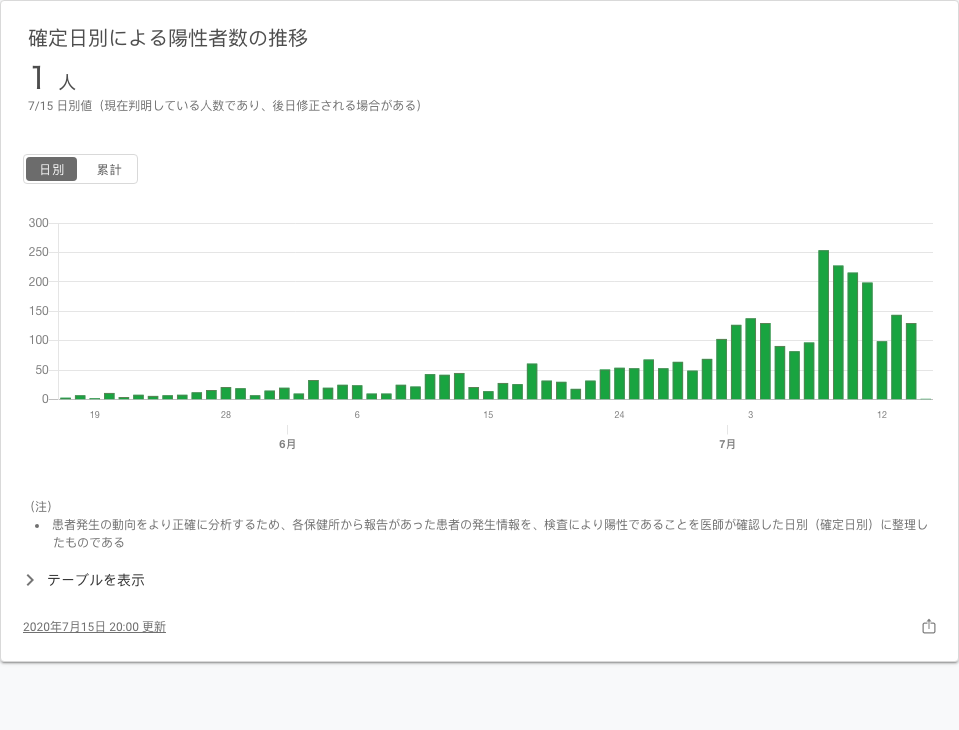 確定日別による陽性者数の推移
1 人
7/15 日別値（現在判明している人数であり、後日修正される場合がある）
日別 累計
300
250
200
150
100
50
0
19 28 6 15 24 3 12
6月 7月
（注）
• 患者発生の動向をより正確に分析するため、各保健所から報告があった患者の発生情報を、検査により陽性であることを医師が確認した日別（確定日別）に整理し
たものである
テーブルを表示
2020年7月15日 20:00 更新